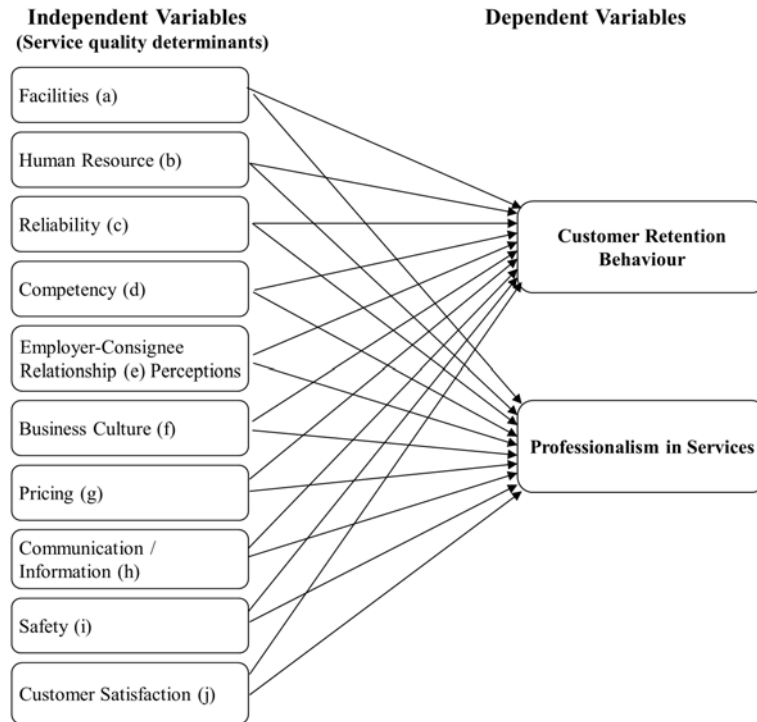 Independent Variables
(Service quality determinants)
Dependent Variables
Facilities (a)
Human Resource (b)
Reliability (c)
Competency (d)
Employer-Consignee
Relationship (e) Perceptions
Business Culture (f)
Pricing (g)
Communication /
Information (h)
Safety (i)
Customer Satisfaction (j)
Customer Retention
Behaviour
Professionalism in Services